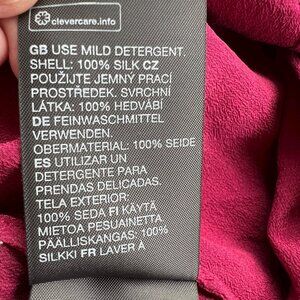 clevercare.info
GB USE MILD DETERGENT.
SHELL: 100% SILK CZ
POUŽIJTE JEMNÝ PRACÍ
PROSTŘEDEK. SVRCHNÍ
LÁTKA: 100% HEDVÁBÍ
DE FEINWASCHMITTEL
VERWENDEN.
OBERMATERIAL: 100% SEIDE
ES UTILIZAR UN
DETERGENTE PARA
PRENDAS DELICADAS.
TELA EXTERIOR:
100% SEDA FI KÄYTÄ
MIETOA PESUAINETTA.
PÄÄLLISKANGAS: 100%
SILKKI FR LAVER À